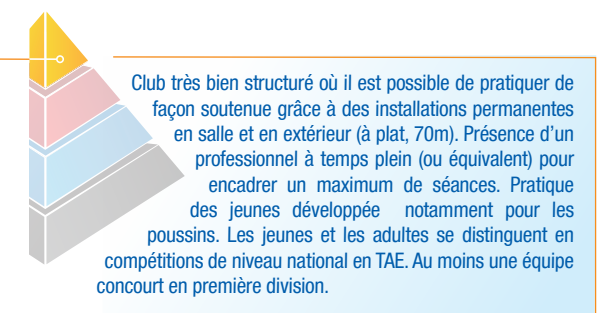 Club très bien structuré où il est possible de pratiquer de
façon soutenue grâce à des installations permanentes
en salle et en extérieur (à plat, 70m). Présence d'un
professionnel à temps plein (ou équivalent) pour
encadrer un maximum de séances. Pratique
des jeunes développée notamment pour les
poussins. Les jeunes et les adultes se distinguent en
compétitions de niveau national en TAE. Au moins une équipe
concourt en première division.